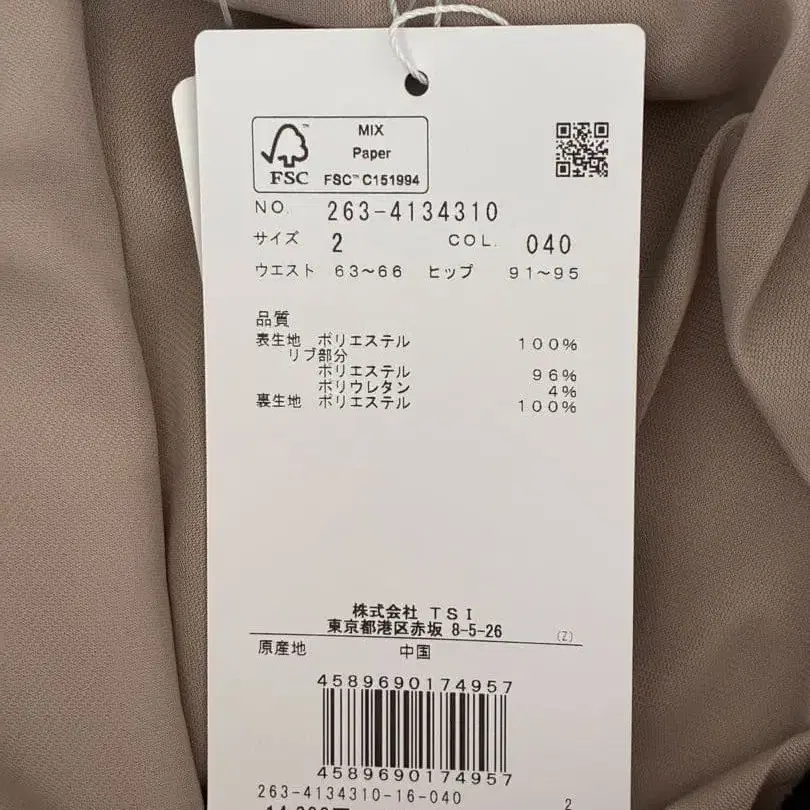 MIX
Paper
FSC™ C151994
FSC
NO. 263-4134310
サイズ 2 COL. 040
ウエスト 63～66 ヒップ 91～95
品質
表生地 ポリエステル 100%
リブ部分
ポリエステル 96%
ポリウレタン 4%
裏生地 ポリエステル 100%
株式会社 TSI
東京都港区赤坂 8-5-26 (Z)
原産地 中国
4589690174957
4589690174957
263-4134310-16-040
2